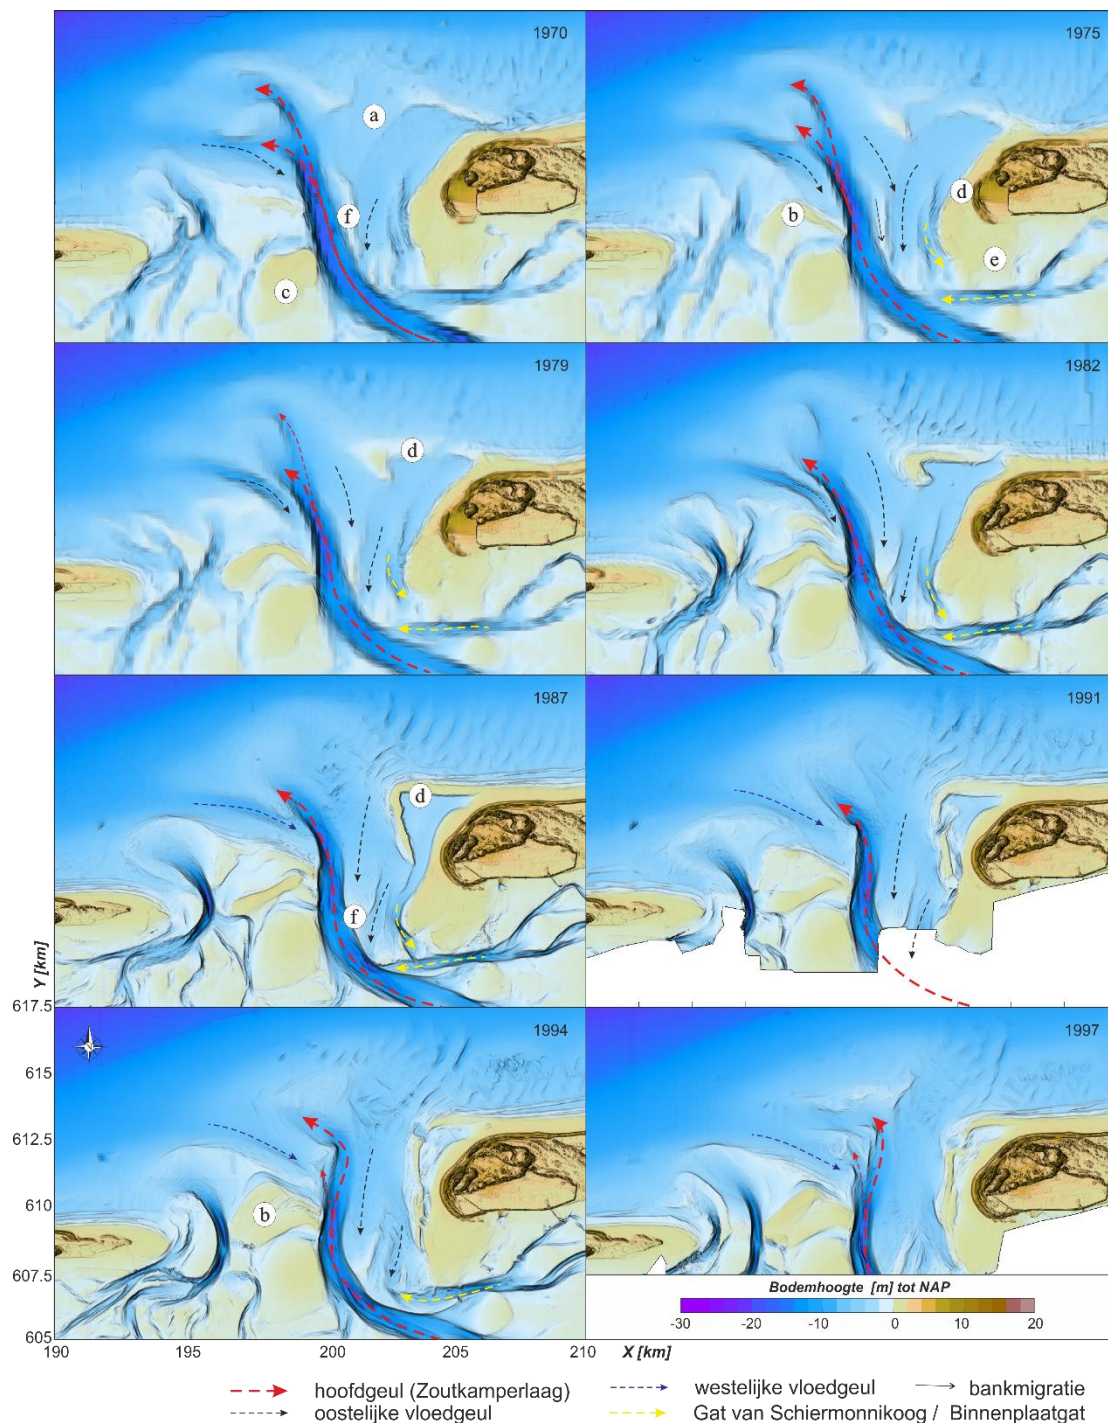 1970
a
f
c
1975
d
b
e
1979
d
1982
1987
d
f
1991
Y [km]
617.5
1994
N
615
612.5
610
607.5
605
b
1997
Bodemhoogte [m] tot NAP
-30 -20 -10 0 10 20
190 195 200 205 210 X [km]
hoofdgeul (Zoutkamperlaag)
westelijke vloedgeul
bankmigratie
oostelijke vloedgeul
Gat van Schiermonnikoog / Binnenplaatgat